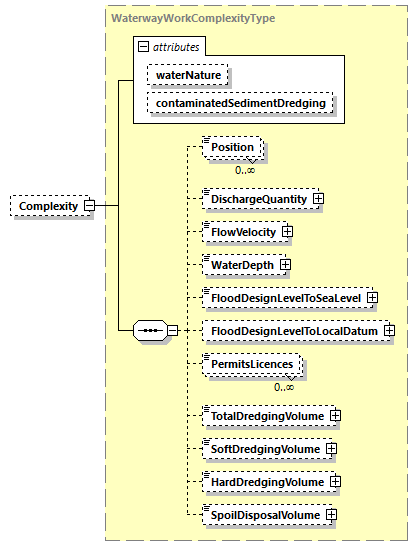 WaterwayWorkComplexityType
attributes
waterNature
contaminatedSedimentDredging
Position
0..∞
DischargeQuantity
FlowVelocity
WaterDepth
Complexity
FloodDesignLevelToSeaLevel
FloodDesignLevelToLocalDatum
PermitsLicences
0..∞
TotalDredgingVolume
SoftDredgingVolume
HardDredgingVolume
SpoilDisposalVolume